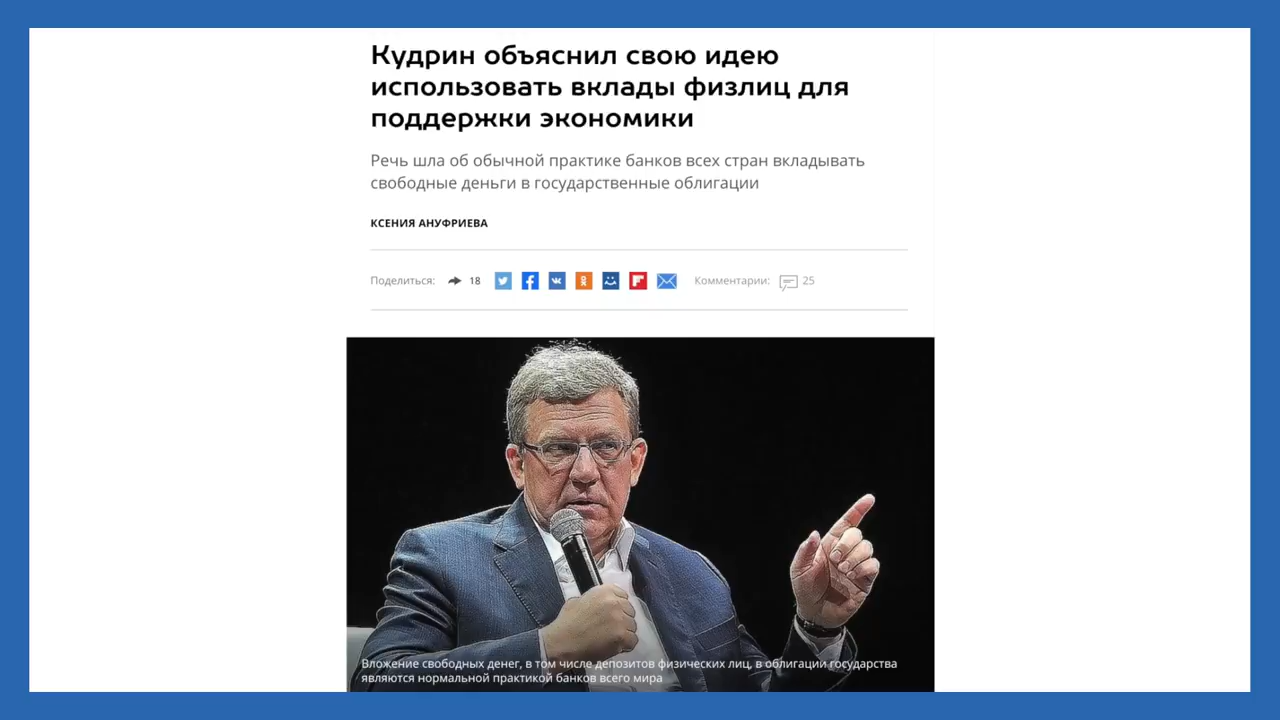 Кудрин объяснил свою идею
использовать вклады физлиц для
поддержки экономики
Речь шла об обычной практике банков всех стран вкладывать
свободные деньги в государственные облигации
КСЕНИЯ АНУФРИЕВА
Поделиться: 18 Комментарии: 25
Вложение свободных денег, в том числе депозитов физических лиц, в облигации государства
являются нормальной практикой банков всего мира